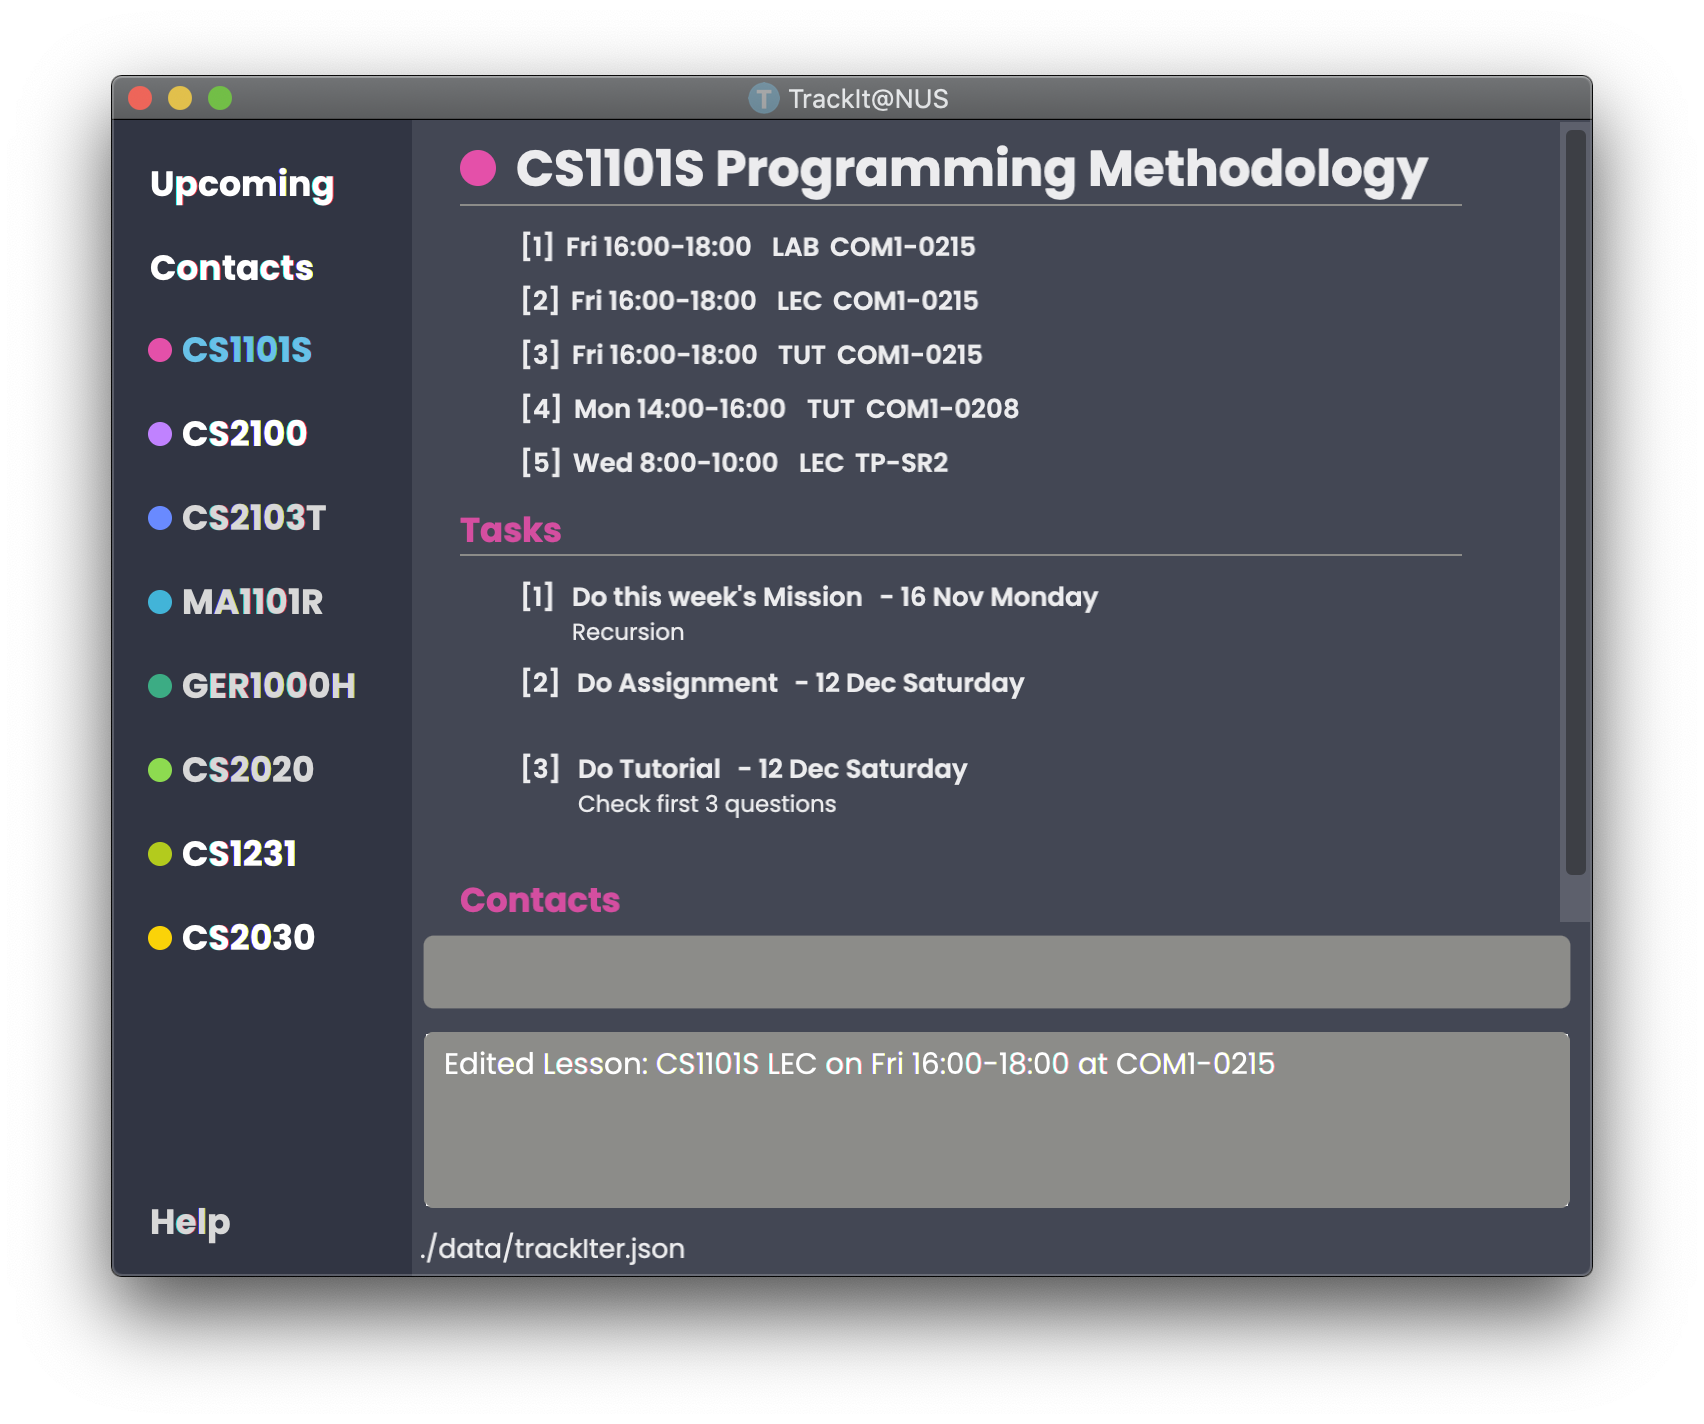 T TrackIt@NUS
Upcoming
Contacts
CS1101S
CS2100
CS2103T
MA1101R
GER1000H
CS2020
CS1231
CS2030
Help
CS1101S Programming Methodology
[1] Fri 16:00-18:00 LAB COM1-0215
[2] Fri 16:00-18:00 LEC COM1-0215
[3] Fri 16:00-18:00 TUT COM1-0215
[4] Mon 14:00-16:00 TUT COM1-0208
[5] Wed 8:00-10:00 LEC TP-SR2
Tasks
[1] Do this week's Mission - 16 Nov Monday
Recursion
[2] Do Assignment - 12 Dec Saturday
[3] Do Tutorial - 12 Dec Saturday
Check first 3 questions
Contacts
Edited Lesson: CS1101S LEC on Fri 16:00-18:00 at COM1-0215
./data/trackIter.json